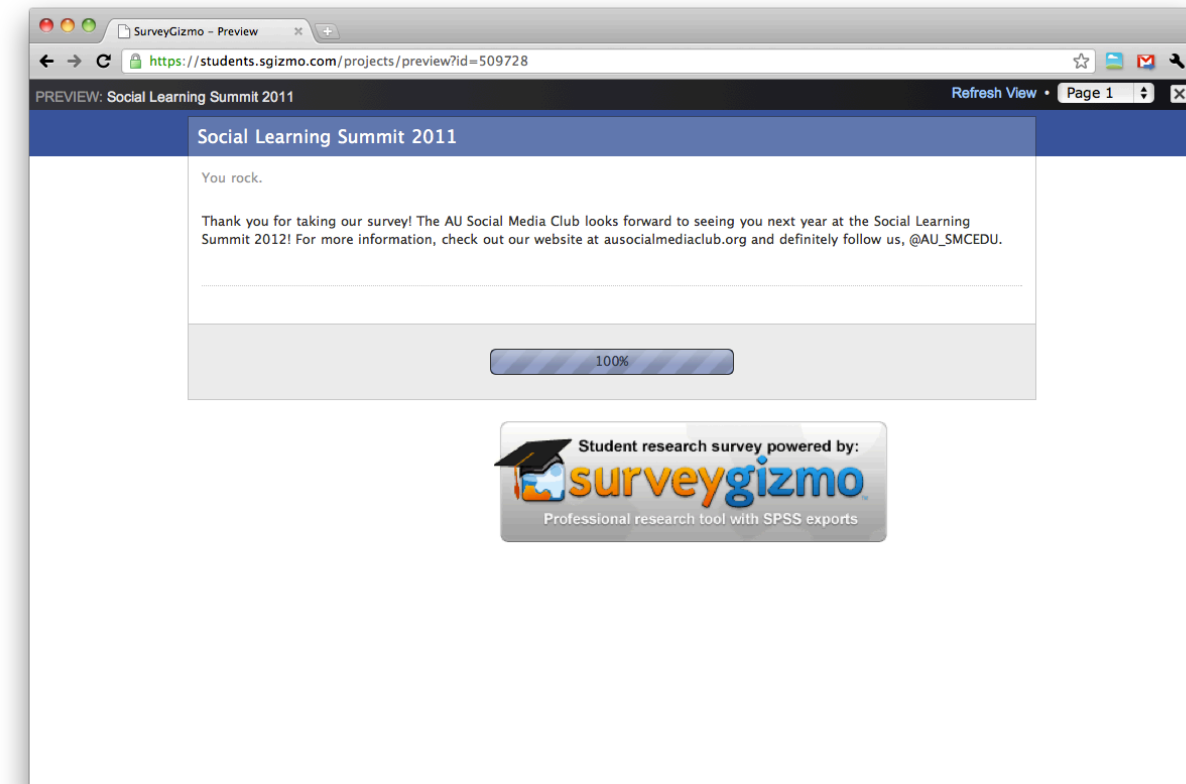 SurveyGizmo – Preview
https://students.sgizmo.com/projects/preview?id=509728
PREVIEW: Social Learning Summit 2011
Refresh View • Page 1
Social Learning Summit 2011
You rock.
Thank you for taking our survey! The AU Social Media Club looks forward to seeing you next year at the Social Learning
Summit 2012! For more information, check out our website at ausocialmediaclub.org and definitely follow us, @AU_SMCEDU.
100%
Student research survey powered by:
surveygizmo™
Professional research tool with SPSS exports